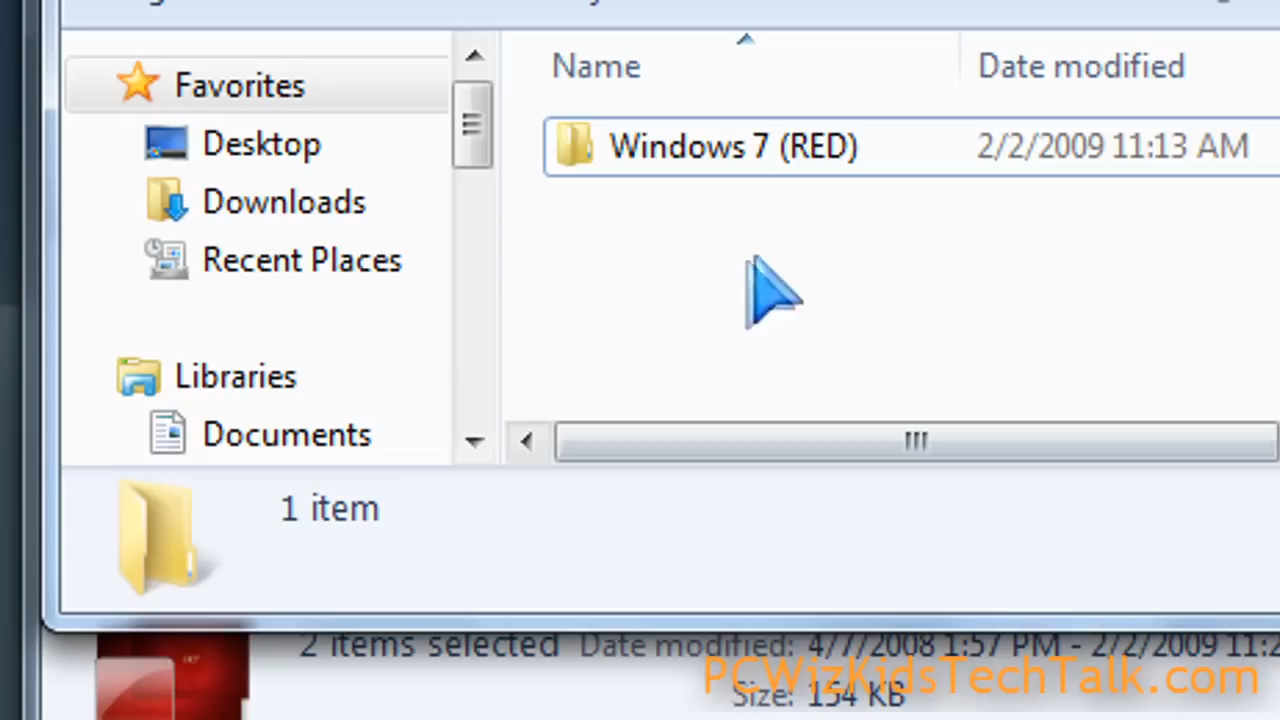 Name
Date modified
Favorites
Windows 7 (RED)
2/2/2009 11:13 AM
Desktop
Downloads
Recent Places
Libraries
Documents
1 item
2 items selected
Date modified: 4/7/2008 1:57 PM - 2/2/2009 11:2
Size: 154 KB
PCWizKidsTechTalk.com